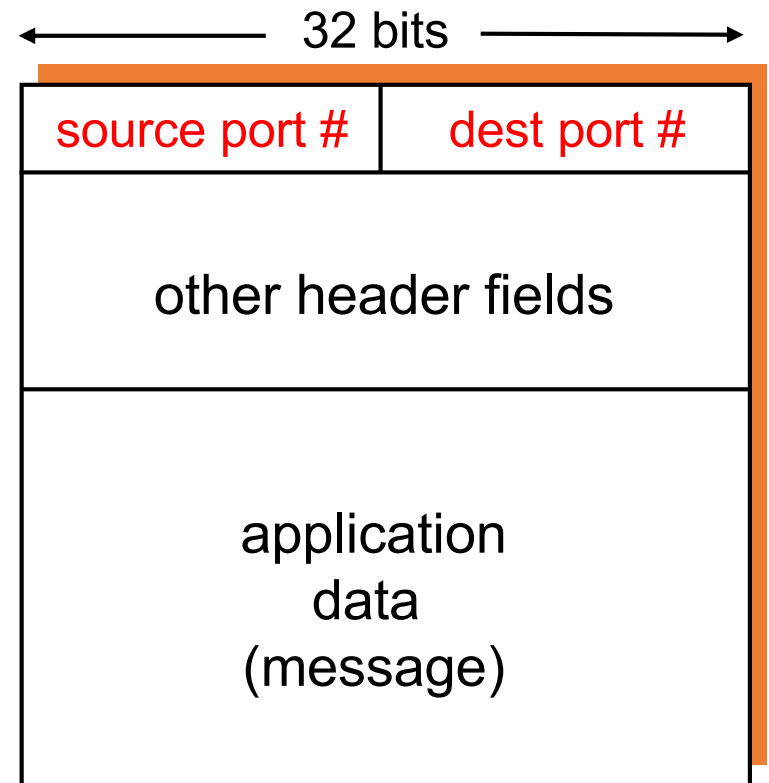 32 bits
source port # dest port #
other header fields
application
data
(message)